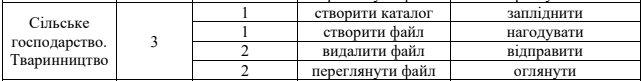 Сільське господарство. Тваринництво
3
1 створити каталог запліднити
1 створити файл нагодувати
2 видалити файл відправити
2 переглянути файл оглянути